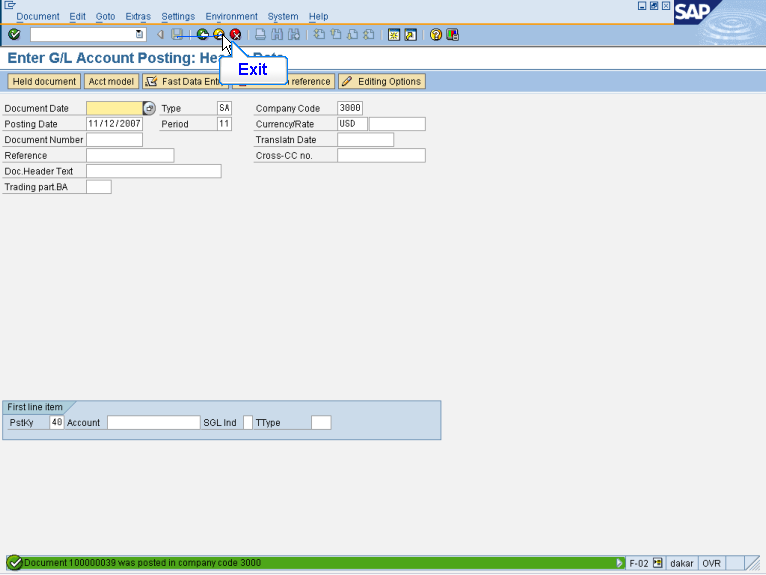 Document Edit Goto Extras Settings Environment System Help
SAP
Enter G/L Account Posting: He
Exit
Held document Acct model Fast Data reference Editing Options
Document Date Type SA Company Code 3000
Posting Date 11/12/2007 Period 11 Currency/Rate USD
Document Number Translatn Date
Reference Cross-CC no.
Doc.Header Text
Trading part.BA
First line item
PstKy 40 Account SGL Ind TType
Document 100000039 was posted in company code 3000 F-02 dakar OVR